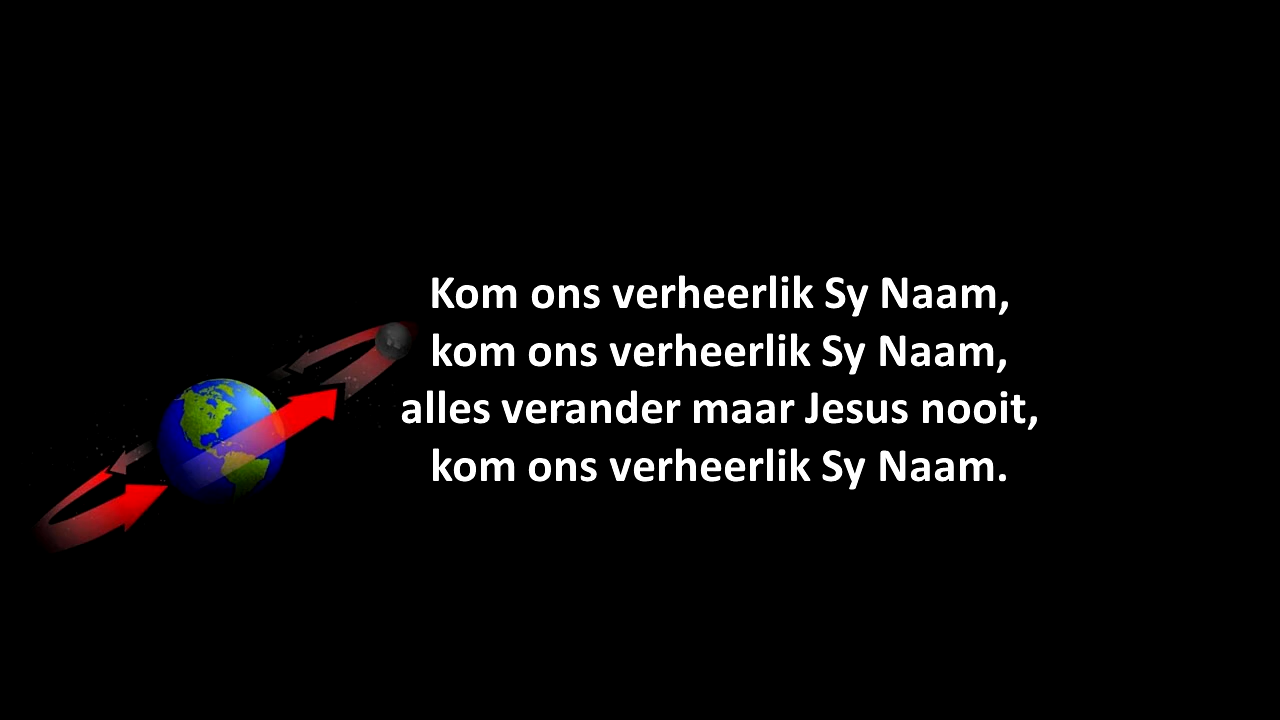 Kom ons verheerlik Sy Naam,
kom ons verheerlik Sy Naam,
alles verander maar Jesus nooit,
kom ons verheerlik Sy Naam.